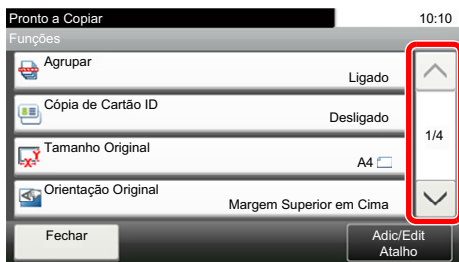 Pronto a Copiar
10:10
Funções
Agrupar
Ligado
Cópia de Cartão ID
Desligado
1/4
Tamanho Original
A4
Orientação Original
Margem Superior em Cima
Fechar
Adic/Edit
Atalho